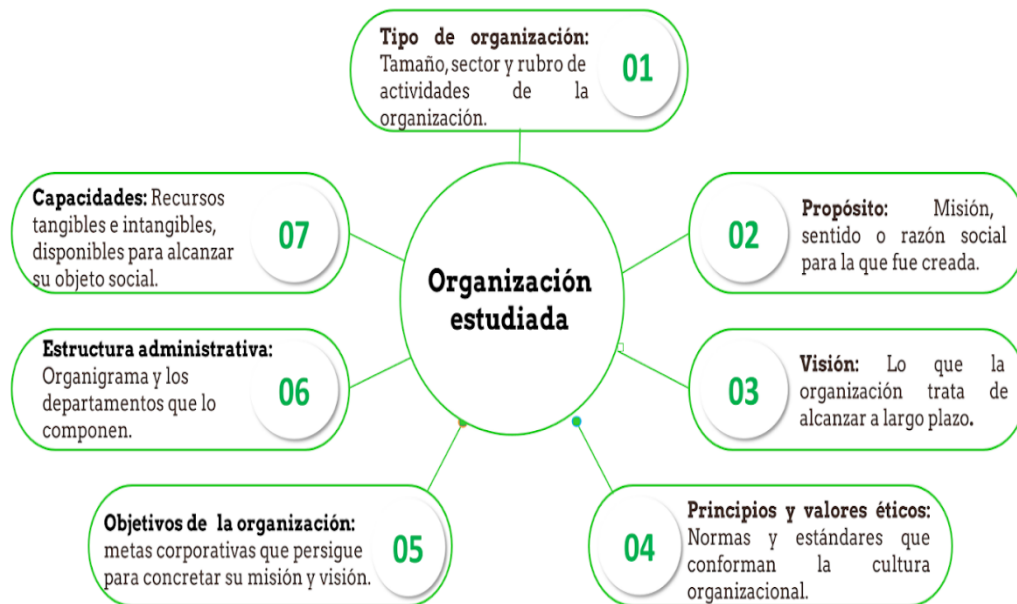 Tipo de organización:
Tamaño, sector y rubro de
actividades de la
organización.
01
Propósito: Misión,
sentido o razón social
para la que fue creada.
02
Visión: Lo que la
organización trata de
alcanzar a largo plazo.
03
Principios y valores éticos:
Normas y estándares que
conforman la cultura
organizacional.
04
Objetivos de la organización:
metas corporativas que persigue
para concretar su misión y visión.
05
Estructura administrativa:
Organigrama y los
departamentos que lo
componen.
06
Capacidades: Recursos
tangibles e intangibles,
disponibles para alcanzar
su objeto social.
07
Organización
estudiada